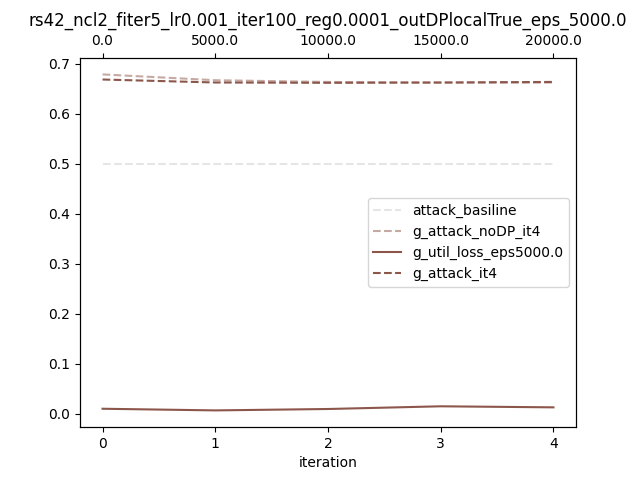 rs42_ncl2_fiter5_lr0.001_iter100_reg0.0001_outDPlocalTrue_eps_5000.0
0.0 5000.0 10000.0 15000.0 20000.0
0.7
0.6
0.5
0.4
0.3
0.2
0.1
0.0
attack_basiline
g_attack_noDP_it4
g_util_loss_eps5000.0
g_attack_it4
0 1 2 3 4
iteration